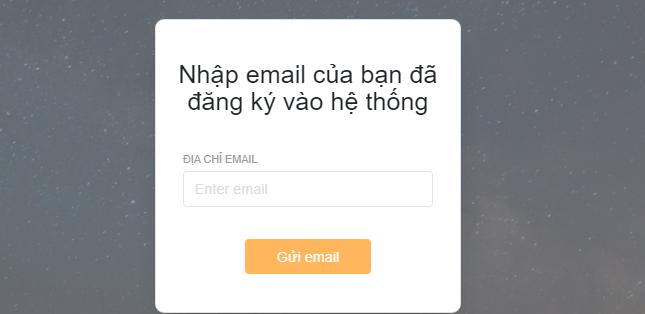 Nhập email của bạn đã
đăng ký vào hệ thống
ĐỊA CHỈ EMAIL
Enter email
Gửi email